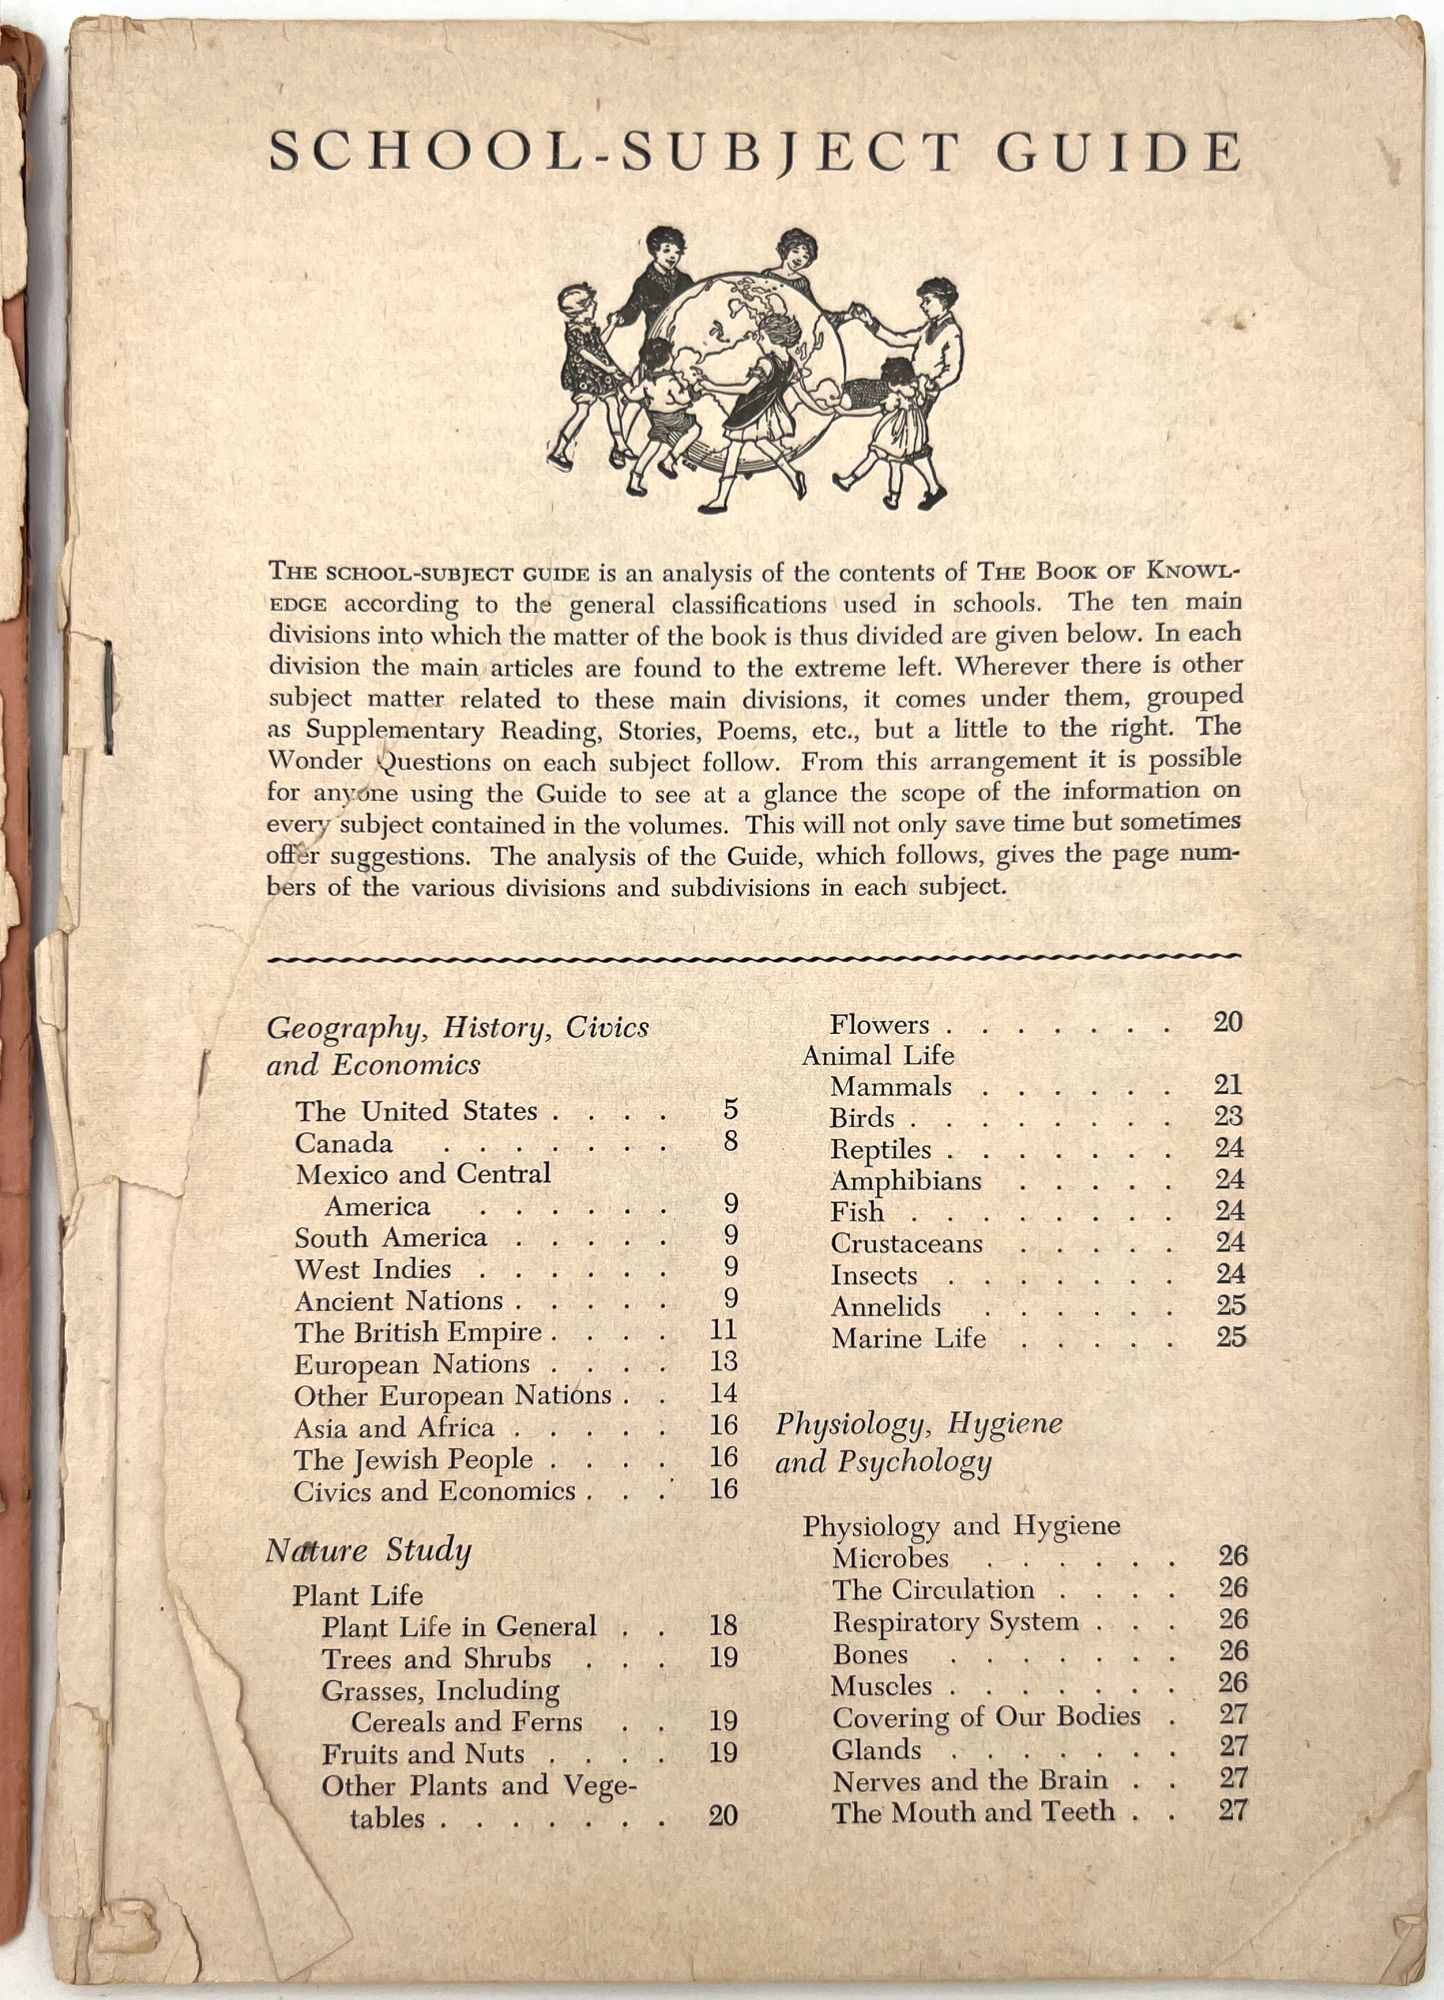 SCHOOL-SUBJECT GUIDE
THE SCHOOL-SUBJECT GUIDE is an analysis of the contents of THE BOOK OF KNOWL-
EDGE according to the general classifications used in schools. The ten main
divisions into which the matter of the book is thus divided are given below. In each
division the main articles are found to the extreme left. Wherever there is other
subject matter related to these main divisions, it comes under them, grouped
as Supplementary Reading, Stories, Poems, etc., but a little to the right. The
Wonder Questions on each subject follow. From this arrangement it is possible
for anyone using the Guide to see at a glance the scope of the information on
every subject contained in the volumes. This will not only save time but sometimes
offer suggestions. The analysis of the Guide, which follows, gives the page num-
bers of the various divisions and subdivisions in each subject.
Geography, History, Civics
and Economics
The United States . . . . 5
Canada . . . . . . . 8
Mexico and Central
America . . . . . . 9
South America . . . . . 9
West Indies . . . . . . 9
Ancient Nations . . . . . 9
The British Empire . . . . 11
European Nations . . . . 13
Other European Nations . . 14
Asia and Africa . . . . . 16
The Jewish People . . . . 16
Civics and Economics . . . 16
Nature Study
Plant Life
Plant Life in General . . 18
Trees and Shrubs . . . 19
Grasses, Including
Cereals and Ferns . . 19
Fruits and Nuts . . . . 19
Other Plants and Vege-
tables . . . . . . . 20
Flowers . . . . . . . 20
Animal Life
Mammals . . . . . . 21
Birds . . . . . . . . 23
Reptiles . . . . . . . 24
Amphibians . . . . . 24
Fish . . . . . . . . 24
Crustaceans . . . . . 24
Insects . . . . . . . 24
Annelids . . . . . . 25
Marine Life . . . . . 25
Physiology, Hygiene
and Psychology
Physiology and Hygiene
Microbes . . . . . . 26
The Circulation . . . . 26
Respiratory System . . . 26
Bones . . . . . . . 26
Muscles . . . . . . . 26
Covering of Our Bodies . 27
Glands . . . . . . . 27
Nerves and the Brain . . 27
The Mouth and Teeth . . 27